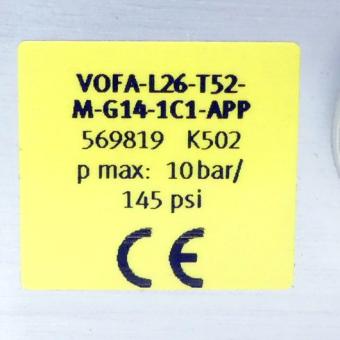 VOFA-L26-T52-
M-G14-1C1-APP
569819 K502
p max: 10 bar/
145 psi
CE